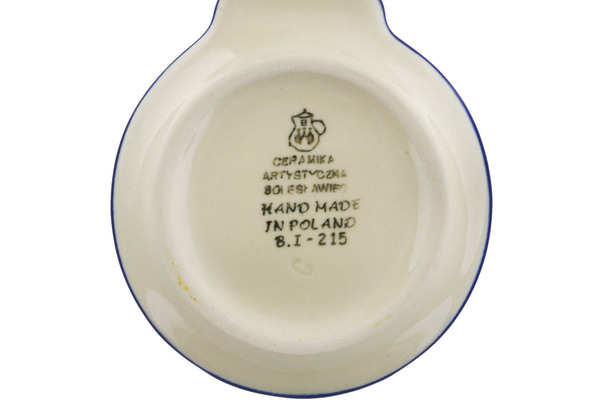 CERAMIKA
ARTYSTYCZNA
BOLESŁAWIEC
HAND MADE
IN POLAND
B.I-215